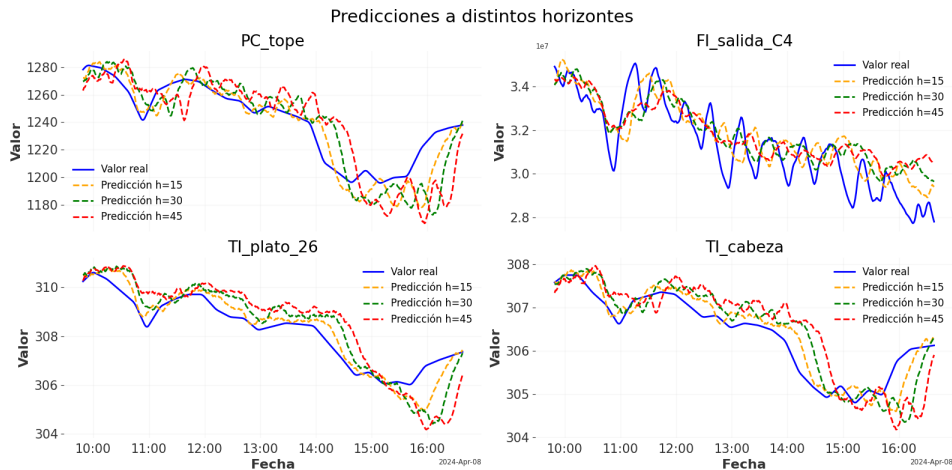 Predicciones a distintos horizontes
PC_tope
Valor
1280
1260
1240
1220
1200
1180
Valor real
Predicción h=15
Predicción h=30
Predicción h=45
FI_salida_C4
1e7
Valor
3.4
3.2
3.0
2.8
Valor real
Predicción h=15
Predicción h=30
Predicción h=45
TI_plato_26
Valor
310
308
306
304
Valor real
Predicción h=15
Predicción h=30
Predicción h=45
10:00 11:00 12:00 13:00 14:00 15:00 16:00
Fecha
2024-Apr-08
TI_cabeza
Valor
308
307
306
305
304
Valor real
Predicción h=15
Predicción h=30
Predicción h=45
10:00 11:00 12:00 13:00 14:00 15:00 16:00
Fecha
2024-Apr-08